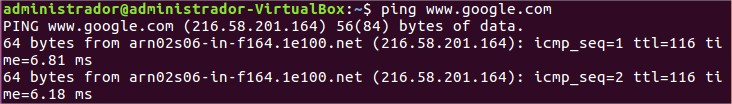 administrador@administrador-VirtualBox:~$ ping www.google.com
PING www.google.com (216.58.201.164) 56(84) bytes of data.
64 bytes from arn02s06-in-f164.1e100.net (216.58.201.164): icmp_seq=1 ttl=116 ti
me=6.81 ms
64 bytes from arn02s06-in-f164.1e100.net (216.58.201.164): icmp_seq=2 ttl=116 ti
me=6.18 ms